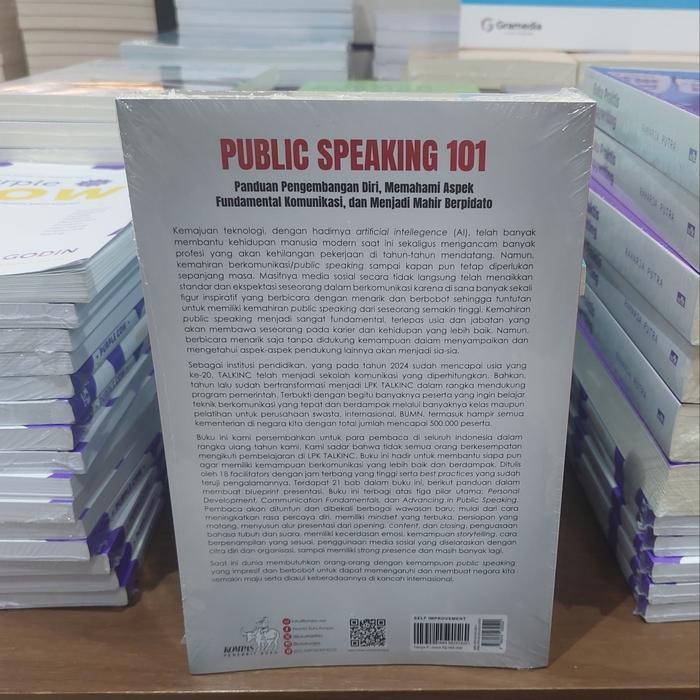 Gramedia
PUBLIC SPEAKING 101
Panduan Pengembangan Diri, Memahami Aspek
Fundamental Komunikasi, dan Menjadi Mahir Berpidato
Kemajuan teknologi, dengan hadirnya artificial intellegence (AI), telah banyak
membantu kehidupan manusia modern saat ini sekaligus mengancam banyak
profesi yang akan kehilangan pekerjaan di tahun-tahun mendatang. Namun,
kemahiran berkomunikasi/public speaking sampai kapan pun tetap diperlukan
sepanjang masa. Masifnya media sosial secara tidak langsung telah menaikkan
standar dan ekspektasi seseorang dalam berkomunikasi karena di sana banyak sekali
figur inspiratif yang berbicara dengan menarik dan berbobot sehingga tuntutan
untuk memiliki kemahiran public speaking dari seseorang semakin tinggi. Kemahiran
public speaking menjadi sangat fundamental, terlepas usia dan jabatan yang
akan membawa seseorang pada karier dan kehidupan yang lebih baik. Namun,
berbicara menarik saja tanpa didukung kemampuan dalam menyampaikan dan
mengetahui aspek-aspek pendukung lainnya akan menjadi sia-sia.
Sebagai institusi pendidikan, yang pada tahun 2024 sudah mencapai usia yang
ke-20, TALKINC telah menjadi sekolah komunikasi yang diperhitungkan. Bahkan,
tahun lalu sudah bertransformasi menjadi LPK TALKINC dalam rangka mendukung
program pemerintah. Terbukti dengan begitu banyaknya peserta yang ingin belajar
teknik berkomunikasi yang tepat dan berdampak melalui banyaknya kelas maupun
pelatihan untuk perusahaan swasta, internasional, BUMN, termasuk hampir semua
kementerian di negara kita dengan total jumlah mencapai 500.000 peserta.
Buku ini kami persembahkan untuk para pembaca di seluruh Indonesia dalam
rangka ulang tahun kami. Kami sadar bahwa tidak semua orang berkesempatan
mengikuti pembelajaran di LPK TALKINC. Buku ini hadir untuk membantu siapa pun
agar memiliki kemampuan berkomunikasi yang lebih baik dan berdampak. Ditulis
oleh 18 facilitators dengan jam terbang yang tinggi serta best practices yang sudah
teruji pengalamannya. Terdapat 21 bab dalam buku ini, berikut panduan dalam
membuat blueprint presentasi. Buku ini terbagi atas tiga pilar utama: Personal
Development, Communication Fundamentals, dan Advancing in Public Speaking.
Pembaca akan dituntun dan dibekali berbagai wawasan baru; mulai dari cara
meningkatkan rasa percaya diri, memiliki mindset yang terbuka, persiapan yang
matang, menyusun alur presentasi dari opening, content, dan closing, penguasaan
bahasa tubuh dan suara, memiliki kecerdasan emosi, kemampuan storytelling, cara
berpenampilan yang sesuai, penggunaan media sosial yang diselaraskan dengan
citra diri dan organisasi, sampai memiliki strong presence dan masih banyak lagi.
Saat ini dunia membutuhkan orang-orang dengan kemampuan public speaking
yang impresif dan berbobot untuk dapat memengaruhi dan membuat negara kita
semakin maju serta diakui keberadaannya di kancah internasional.
KOMPAS
PENERBIT BUKU
SELF IMPROVEMENT
GODIN
RAHARJA PUTRA
RAHARJA PUTRA